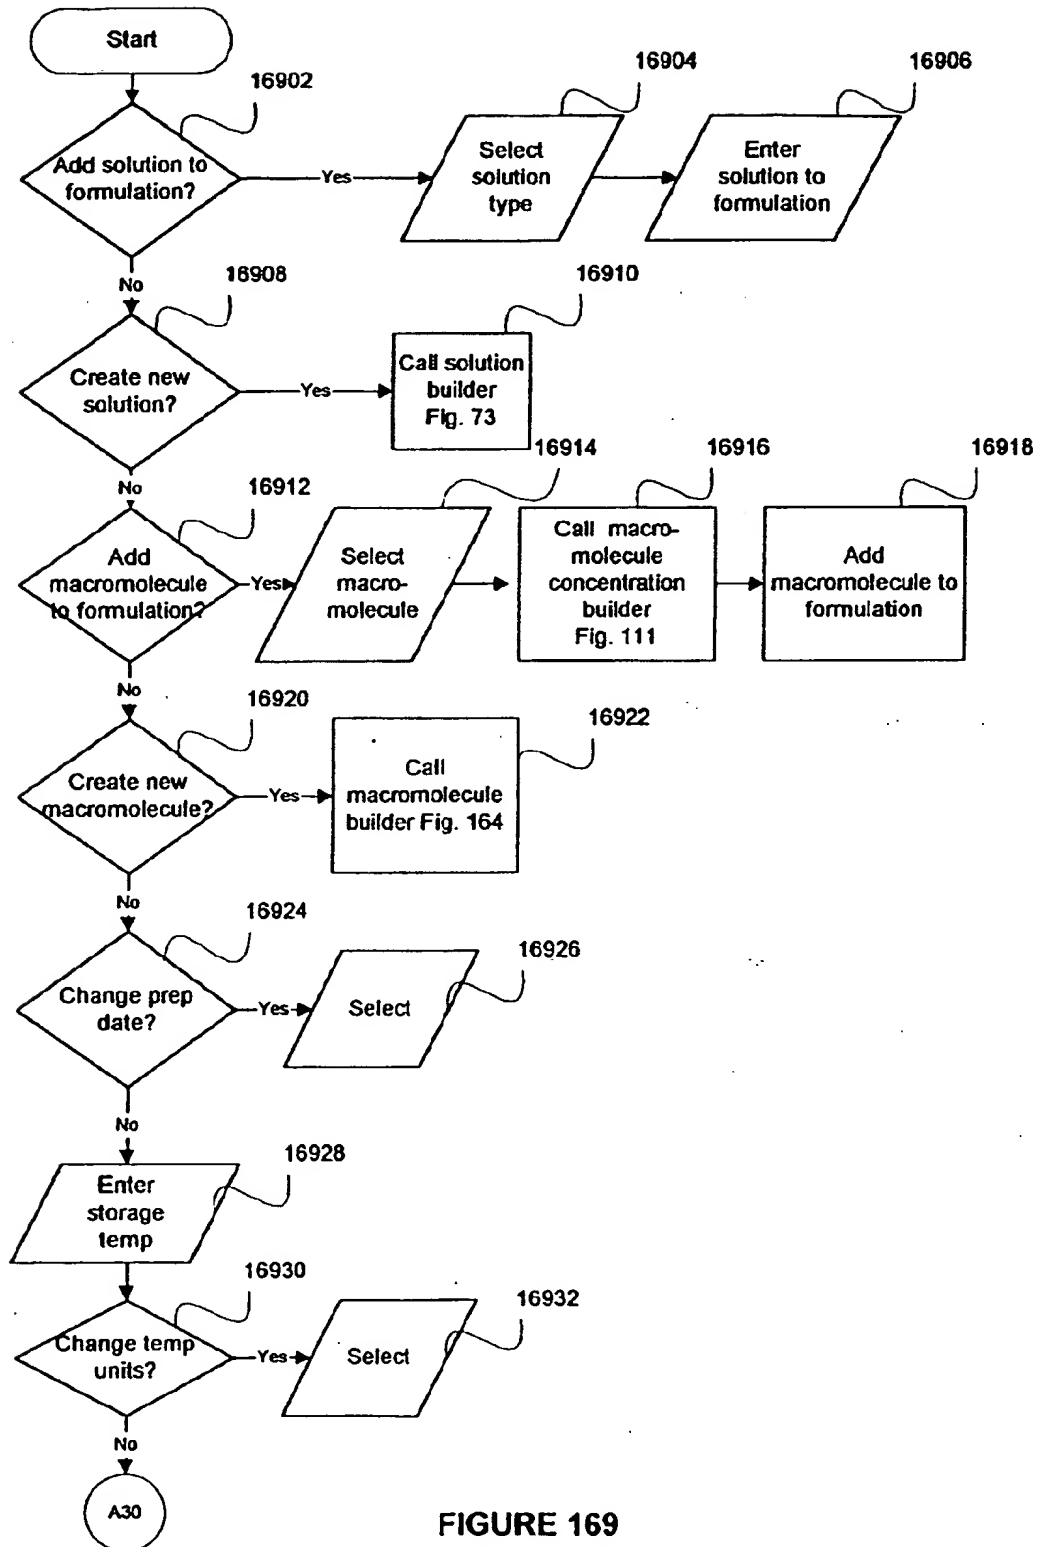 Start
16902
Add solution to
formulation?
Yes
16904
Select
solution
type
16906
Enter
solution to
formulation
No
16908
Create new
solution?
Yes
16910
Call solution
builder
Fig. 73
No
16912
Add
macromolecule
to formulation?
Yes
16914
Select
macro-
molecule
16916
Call macro-
molecule
concentration
builder
Fig. 111
16918
Add
macromolecule to
formulation
No
16920
Create new
macromolecule?
Yes
16922
Call
macromolecule
builder Fig. 164
No
16924
Change prep
date?
Yes
16926
Select
No
16928
Enter
storage
temp
16930
Change temp
units?
Yes
16932
Select
No
A30
FIGURE 169